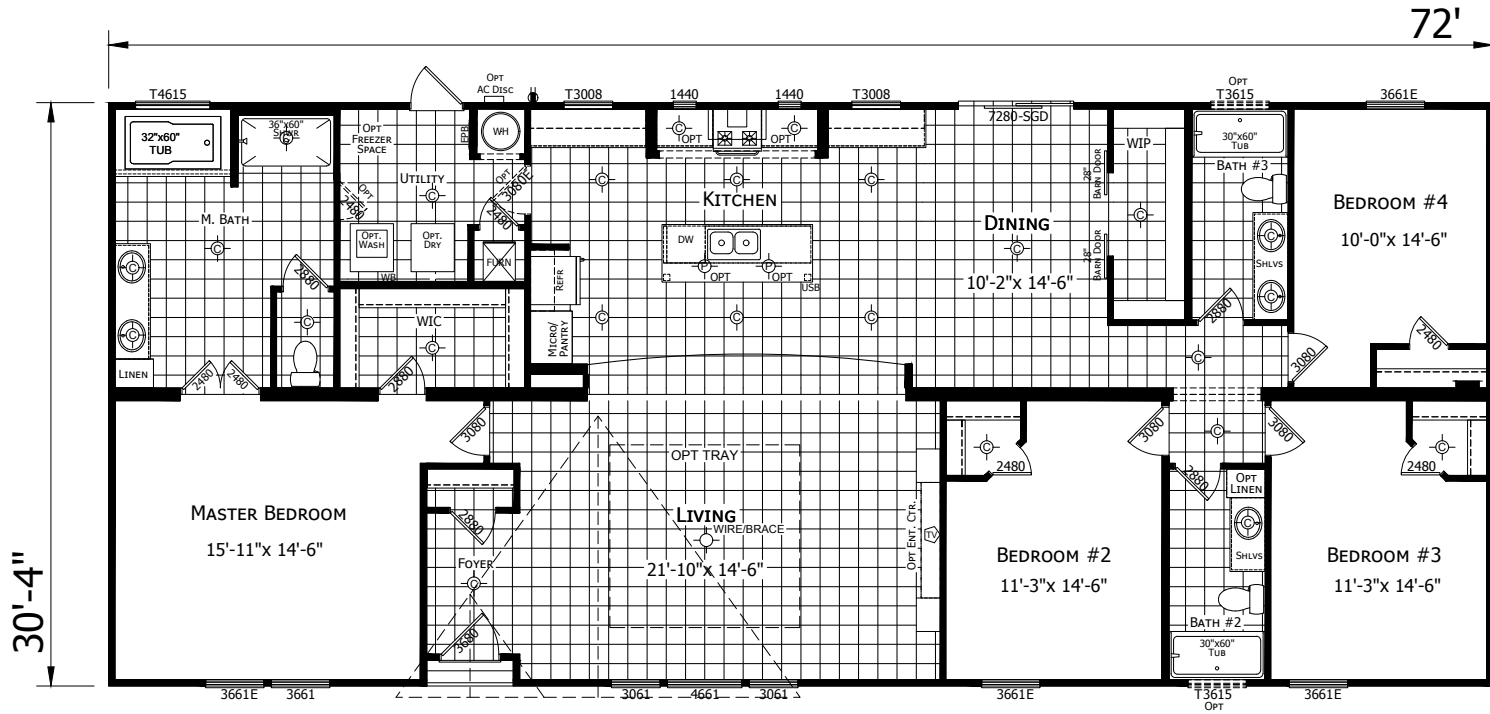 72'
30'-4"
T4615
OPT
AC DISC
T3008
1440
1440
T3008
7280-SGD
OPT
T3615
3661E
32"x60"
TUB
36"x60"
SHWR
OPT
FREEZER
SPACE
EPB
WH
OPT
OPT
WIP
30"x60"
TUB
BATH #3
BEDROOM #4
10'-0"x 14'-6"
UTILITY
OPT
3080E
OPT
2480
2480
28"
BARN DOOR
KITCHEN
DINING
10'-2"x 14'-6"
M. BATH
OPT.
WASH
OPT.
DRY
WB
FURN
DW
OPT
OPT
USB
28"
BARN DOOR
SHLVS
2880
REFR
MICRO/
PANTRY
WIC
2880
2880
3080
2480
LINEN
2480
2480
2880
3080
3080
3080
2480
2480
OPT TRAY
MASTER BEDROOM
15'-11"x 14'-6"
2880
FOYER
3680
LIVING
WIRE/BRACE
21'-10"x 14'-6"
OPT ENT. CTR.
TV
BEDROOM #2
11'-3"x 14'-6"
2880
OPT
LINEN
SHLVS
BATH #2
30"x60"
TUB
BEDROOM #3
11'-3"x 14'-6"
3661E
3661
3061
4661
3061
3661E
T3615
OPT
3661E